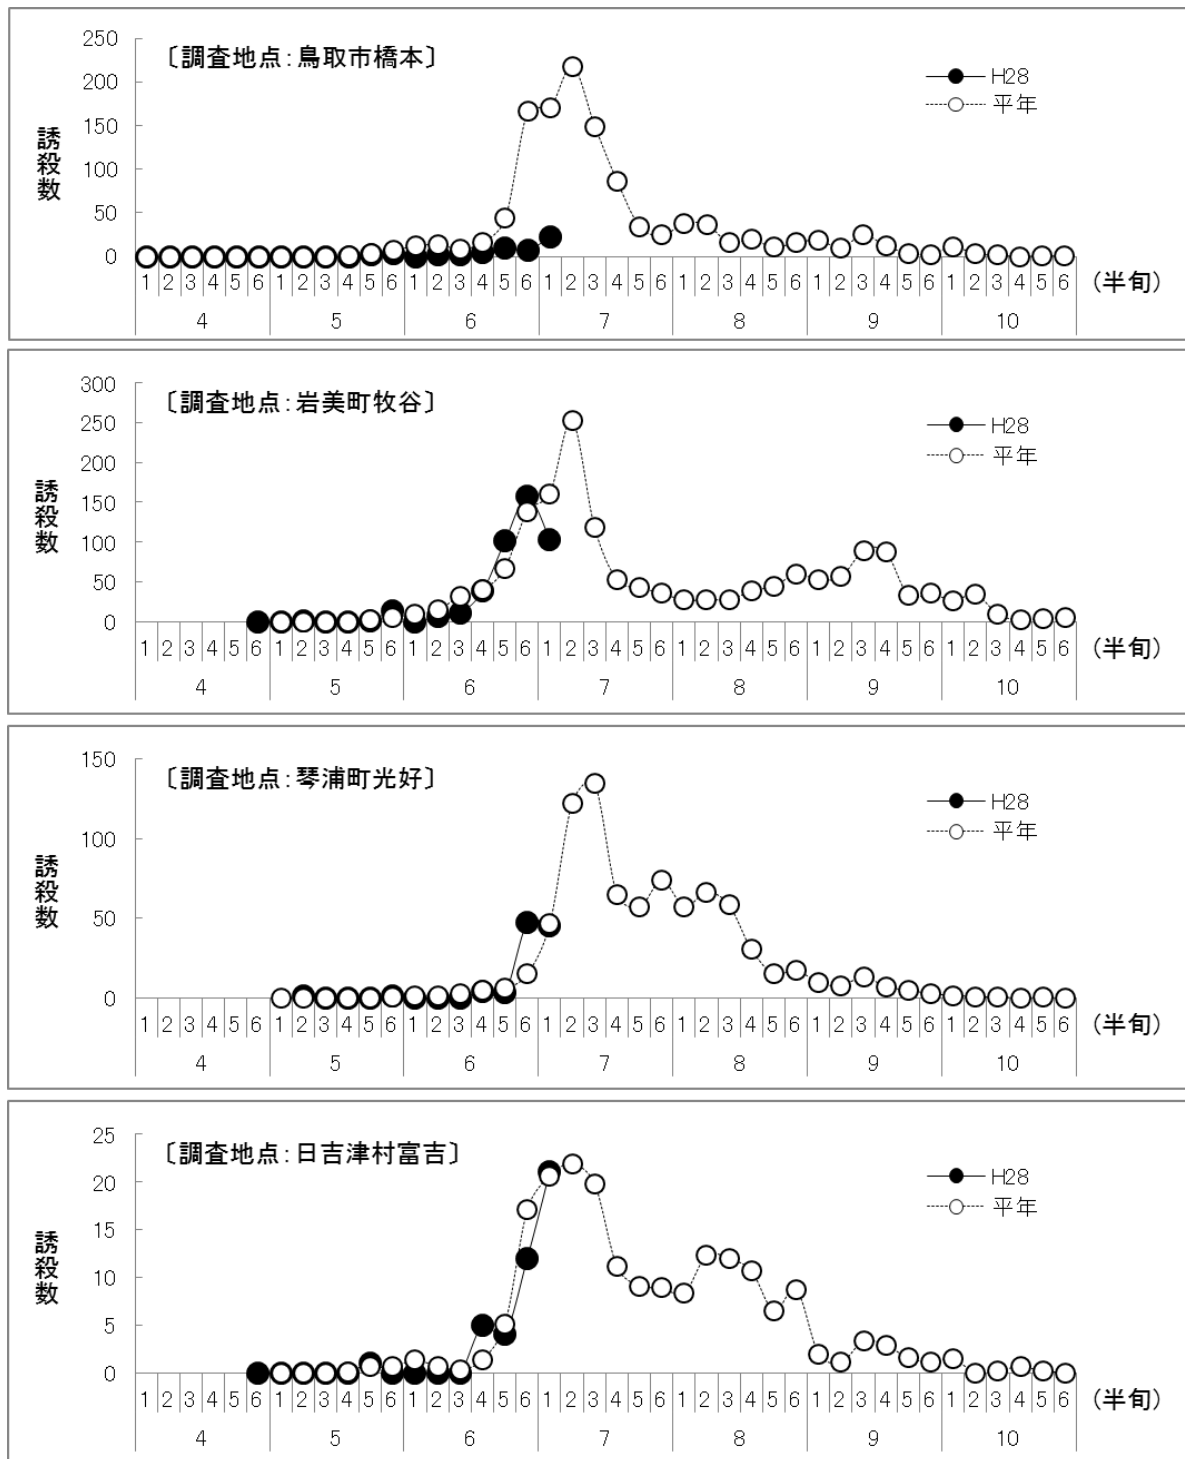 〔調査地点：鳥取市橋本〕
誘殺数
250
200
150
100
50
0
H28
平年
1 2 3 4 5 6 1 2 3 4 5 6 1 2 3 4 5 6 1 2 3 4 5 6 1 2 3 4 5 6 1 2 3 4 5 6 1 2 3 4 5 6 (半旬)
4 5 6 7 8 9 10
〔調査地点：岩美町牧谷〕
誘殺数
300
250
200
150
100
50
0
H28
平年
1 2 3 4 5 6 1 2 3 4 5 6 1 2 3 4 5 6 1 2 3 4 5 6 1 2 3 4 5 6 1 2 3 4 5 6 1 2 3 4 5 6 (半旬)
4 5 6 7 8 9 10
〔調査地点：琴浦町光好〕
誘殺数
150
100
50
0
H28
平年
1 2 3 4 5 6 1 2 3 4 5 6 1 2 3 4 5 6 1 2 3 4 5 6 1 2 3 4 5 6 1 2 3 4 5 6 1 2 3 4 5 6 (半旬)
4 5 6 7 8 9 10
〔調査地点：日吉津村富吉〕
誘殺数
25
20
15
10
5
0
H28
平年
1 2 3 4 5 6 1 2 3 4 5 6 1 2 3 4 5 6 1 2 3 4 5 6 1 2 3 4 5 6 1 2 3 4 5 6 1 2 3 4 5 6 (半旬)
4 5 6 7 8 9 10